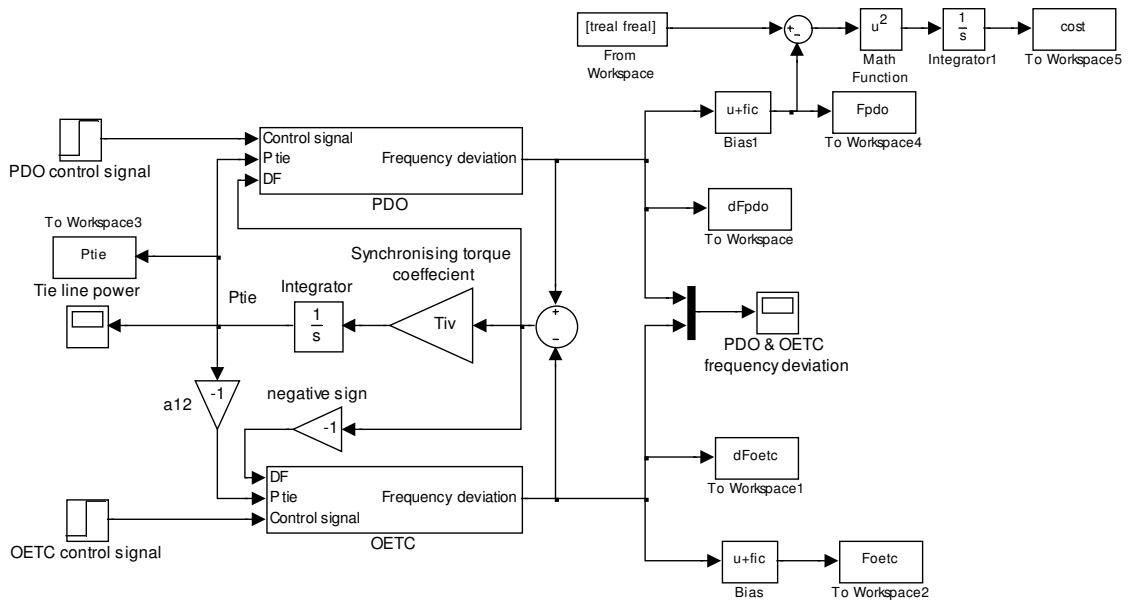 [treal freal]
From
Workspace
+
−
u²
Math
Function
1
s
Integrator1
cost
To Workspace5
u+fic
Bias1
Fpdo
To Workspace4
PDO control signal
Control signal
Ptie
DF
Frequency deviation
PDO
dFpdo
To Workspace
To Workspace3
Ptie
Tie line power
Ptie
Integrator
1
s
Synchronising torque
coeffecient
Tiv
+
−
PDO & OETC
frequency deviation
-1
a12
negative sign
-1
DF
Ptie
Control signal
Frequency deviation
OETC
OETC control signal
dFoetc
To Workspace1
u+fic
Bias
Foetc
To Workspace2